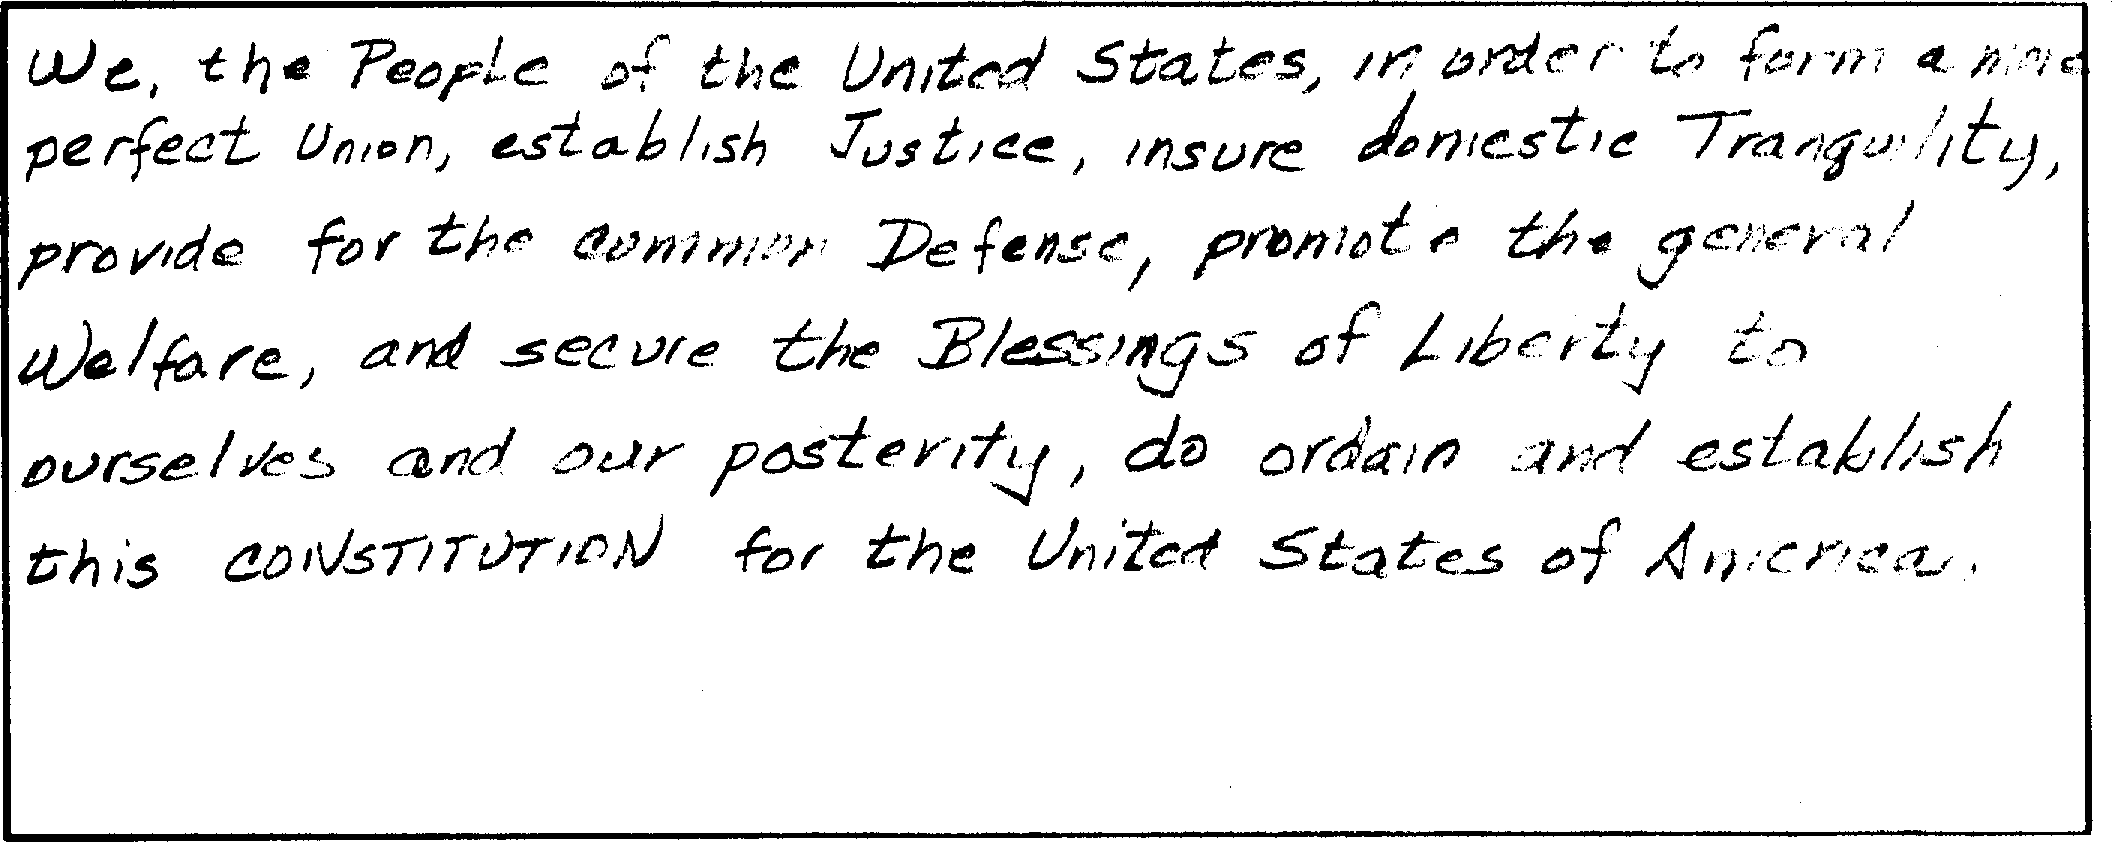 We, the People of the United States, in order to form a more
perfect Union, establish Justice, insure domestic Tranquility,
provide for the common Defense, promote the general
Welfare, and secure the Blessings of Liberty to
ourselves and our posterity, do ordain and establish
this CONSTITUTION for the United States of America.